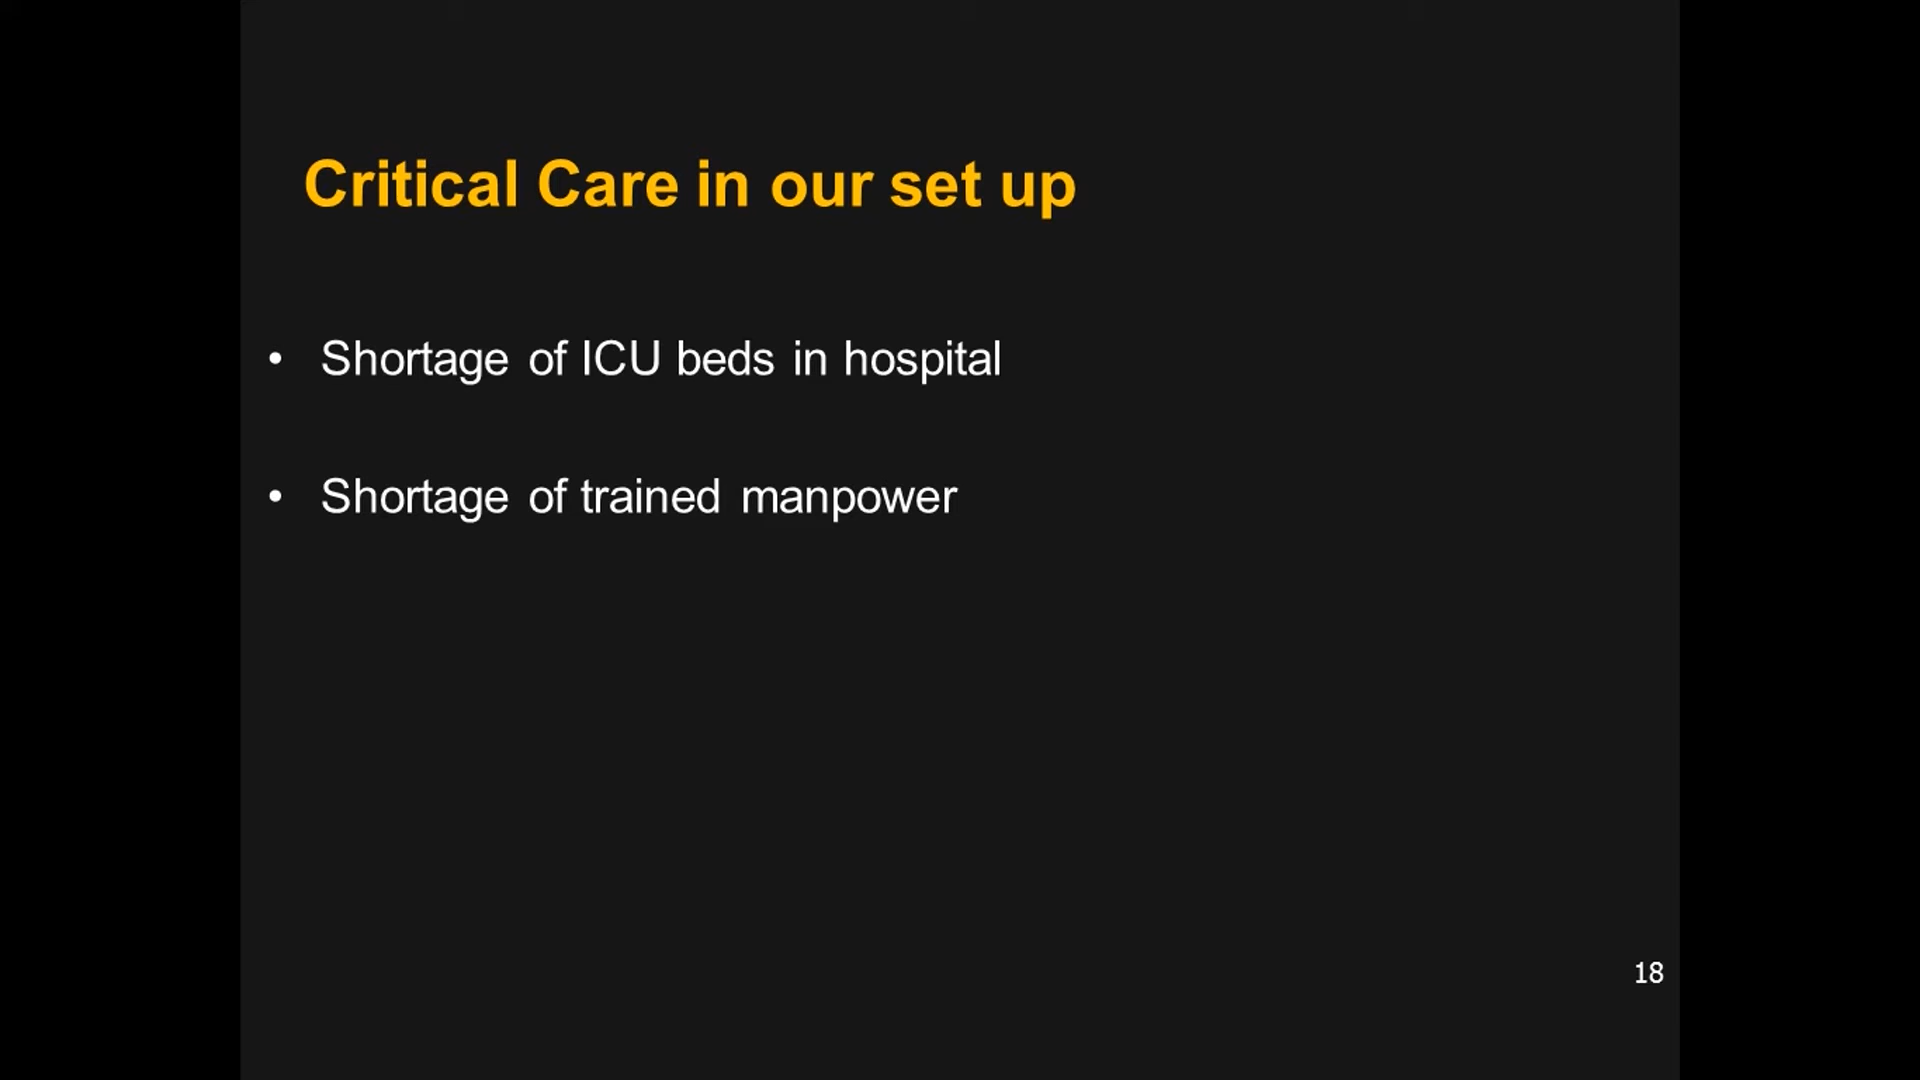 Critical Care in our set up
• Shortage of ICU beds in hospital
• Shortage of trained manpower
18